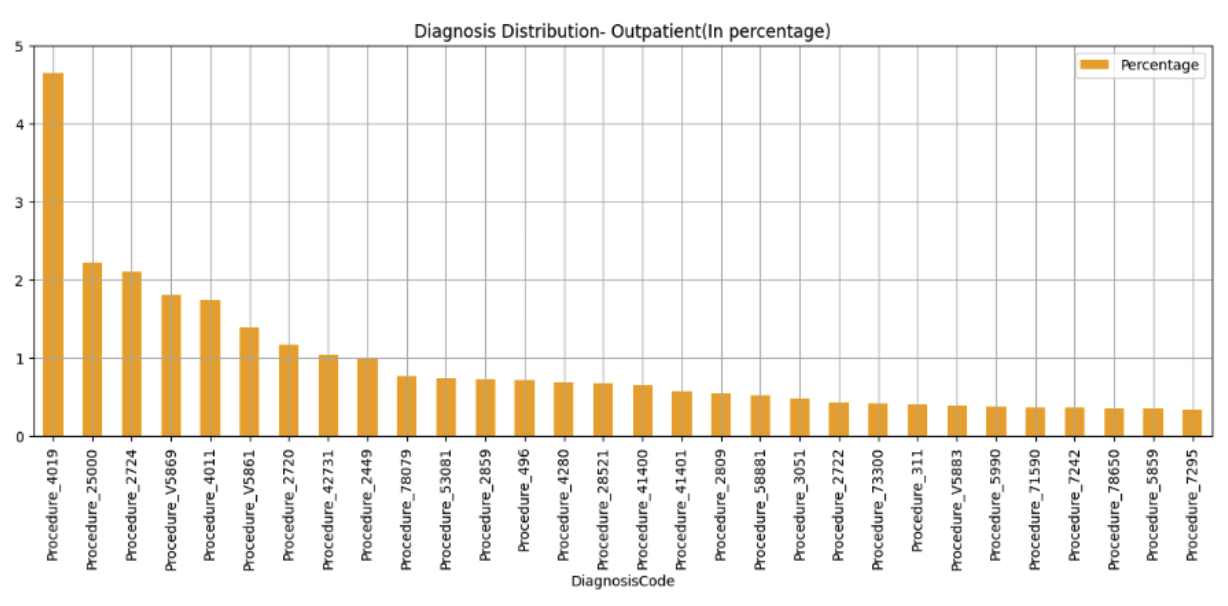 Diagnosis Distribution- Outpatient(In percentage)
Percentage
5
4
3
2
1
0
Procedure_4019
Procedure_25000
Procedure_2724
Procedure_V5869
Procedure_4011
Procedure_V5861
Procedure_2720
Procedure_42731
Procedure_2449
Procedure_78079
Procedure_53081
Procedure_2859
Procedure_496
Procedure_4280
Procedure_28521
Procedure_41400
Procedure_41401
Procedure_2809
Procedure_58881
Procedure_3051
Procedure_2722
Procedure_73300
Procedure_311
Procedure_V5883
Procedure_5990
Procedure_71590
Procedure_7242
Procedure_78650
Procedure_5859
Procedure_7295
DiagnosisCode